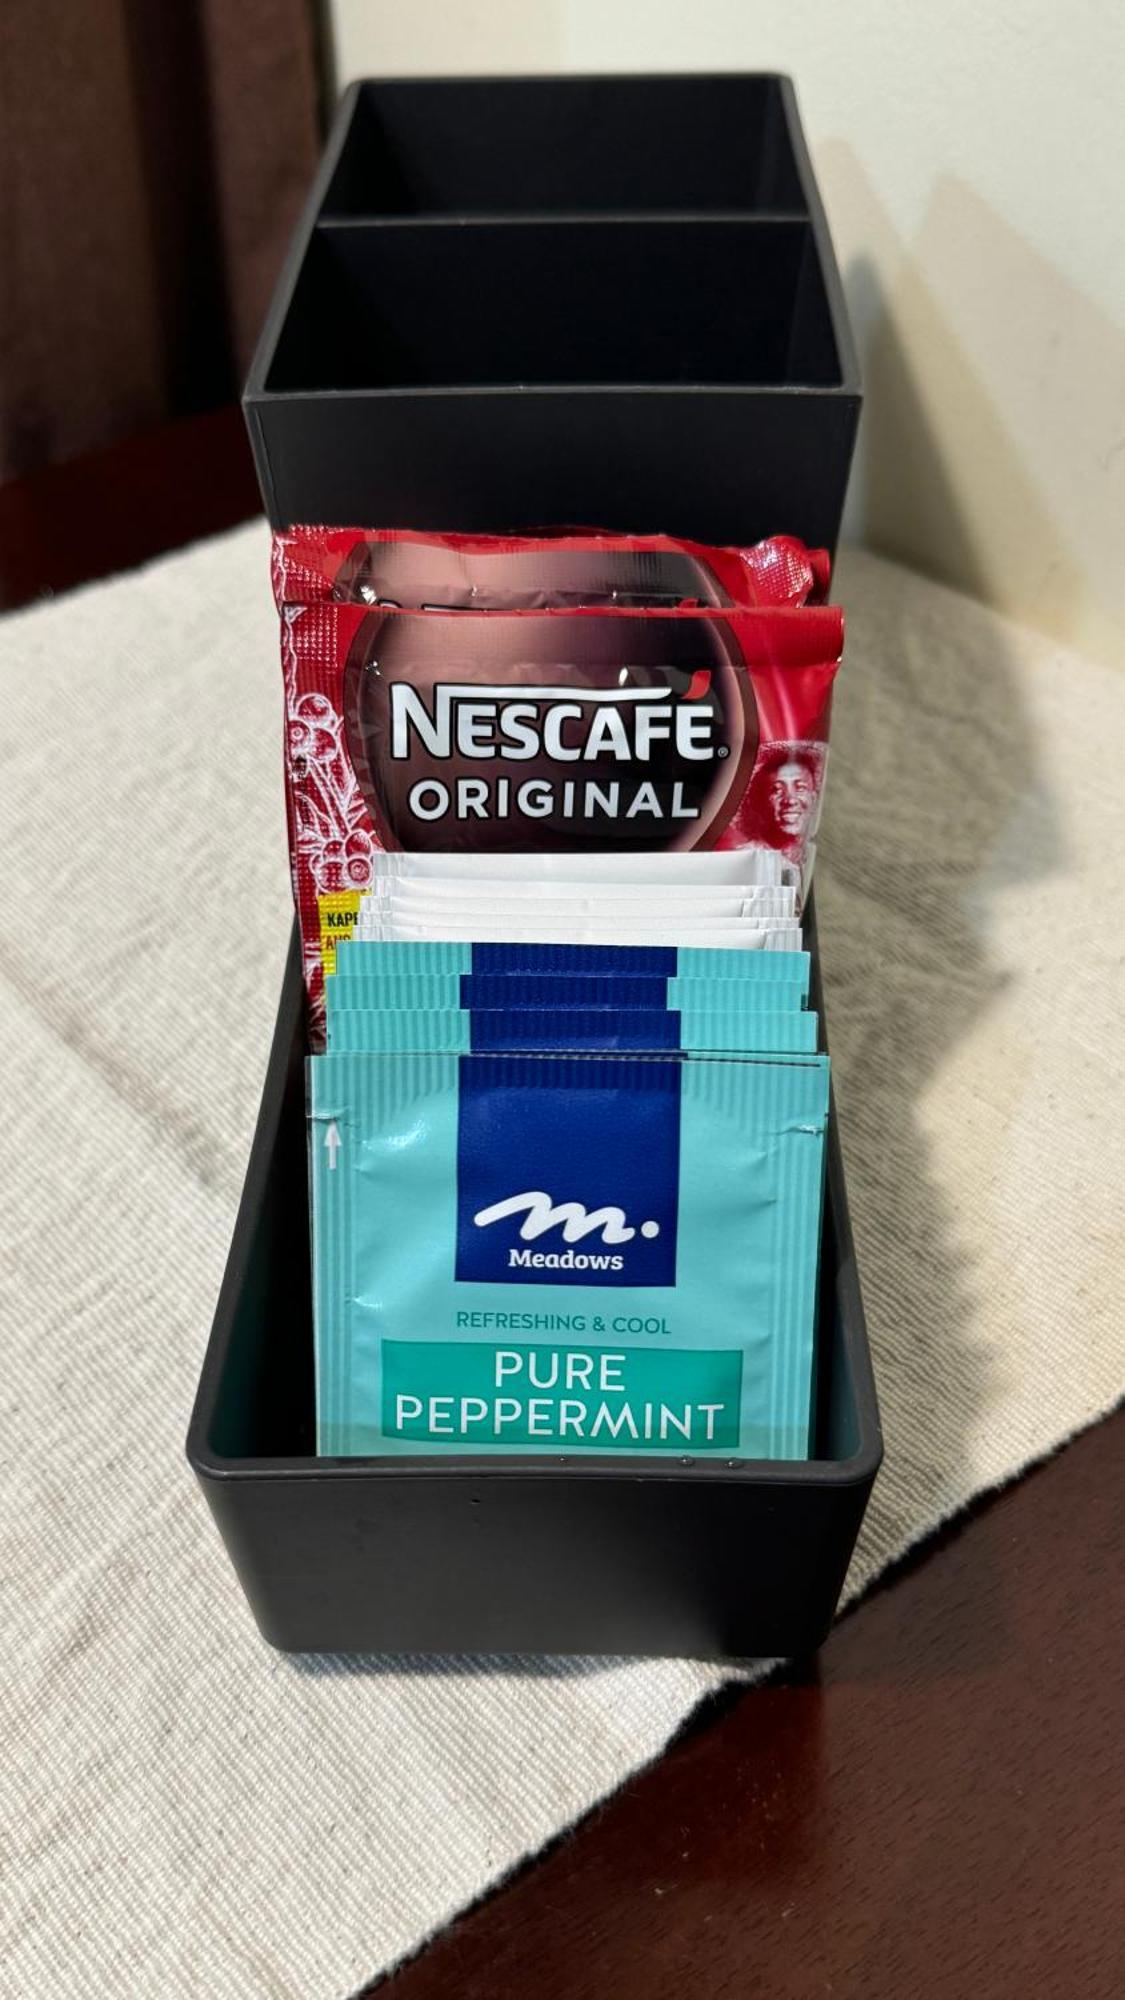 NESCAFÉ®
ORIGINAL
m.
Meadows
REFRESHING & COOL
PURE
PEPPERMINT